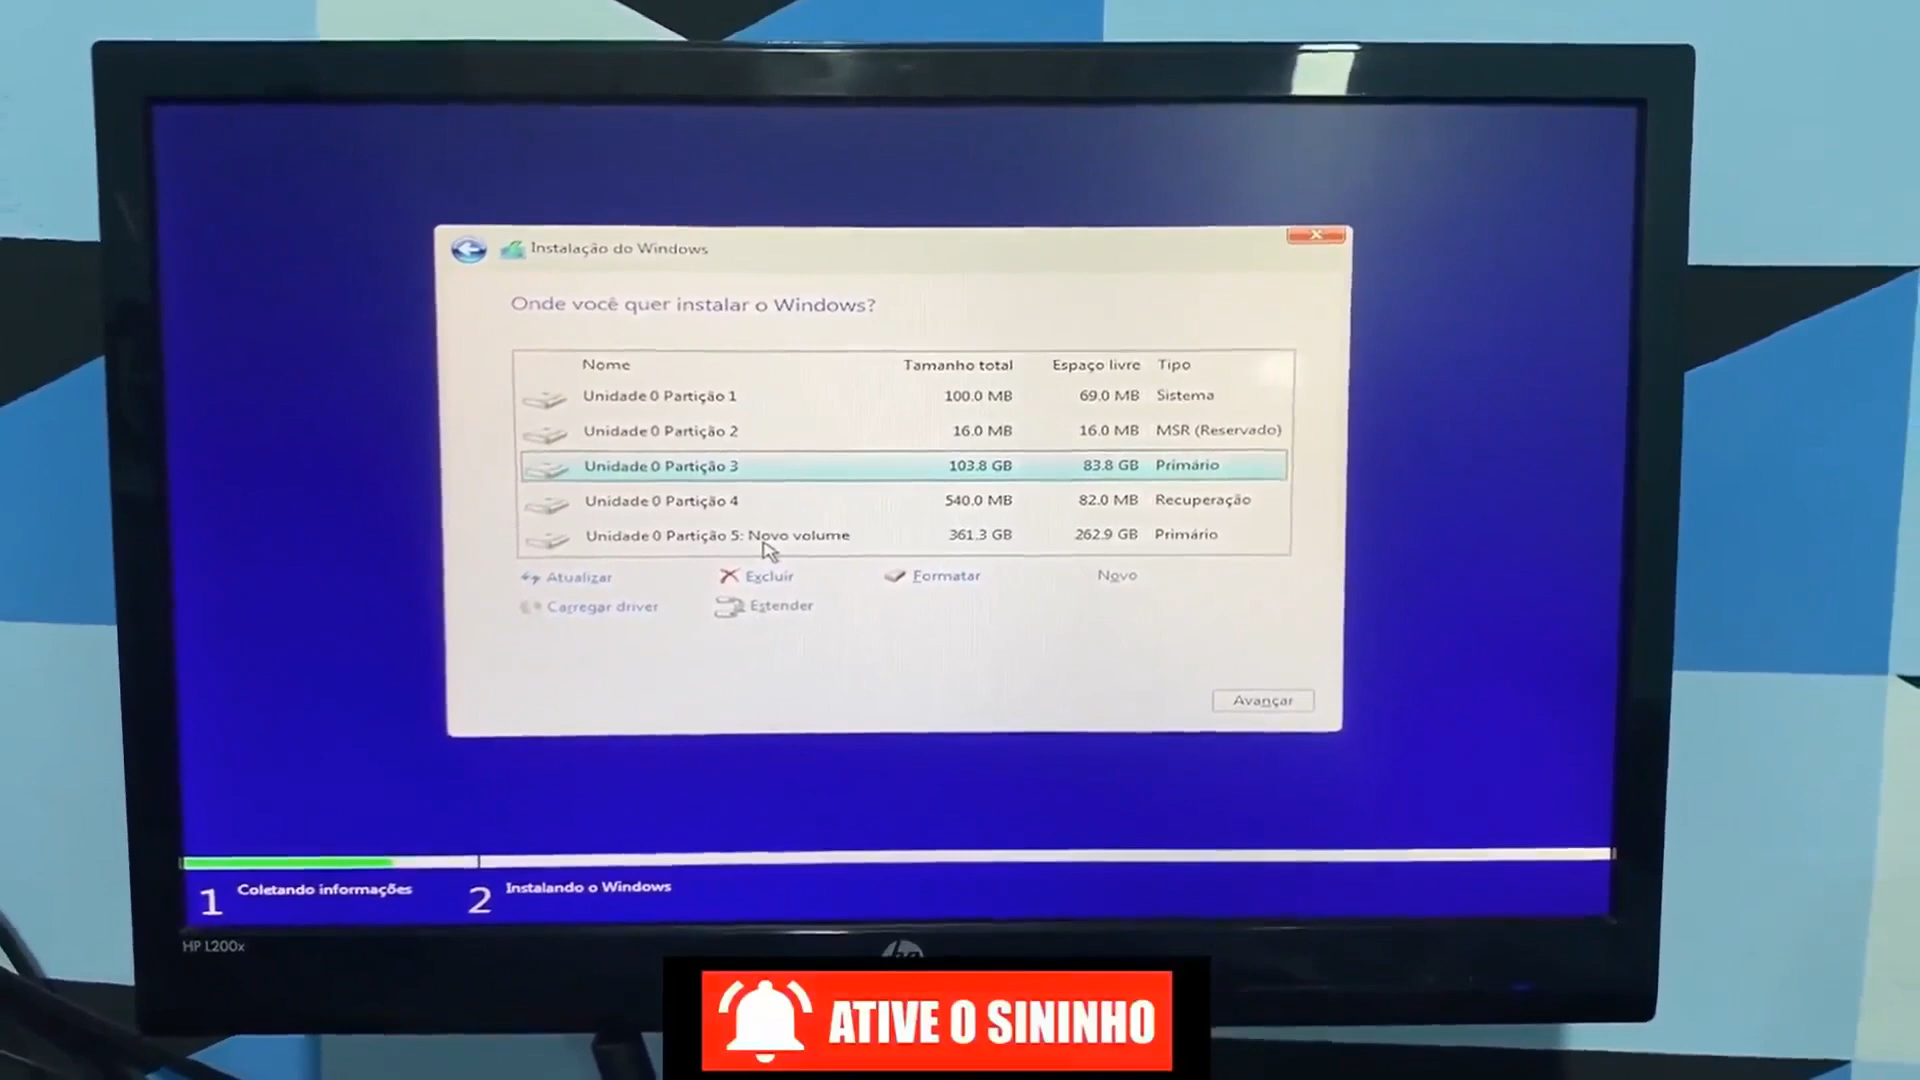 Instalação do Windows
Onde você quer instalar o Windows?
Nome Tamanho total Espaço livre Tipo
Unidade 0 Partição 1 100.0 MB 69.0 MB Sistema
Unidade 0 Partição 2 16.0 MB 16.0 MB MSR (Reservado)
Unidade 0 Partição 3 103.8 GB 83.8 GB Primário
Unidade 0 Partição 4 540.0 MB 82.0 MB Recuperação
Unidade 0 Partição 5: Novo volume 361.3 GB 262.9 GB Primário
Atualizar Excluir Formatar Novo
Carregar driver Estender
Avançar
1 Coletando informações 2 Instalando o Windows
HP L200x
hp
ATIVE O SININHO